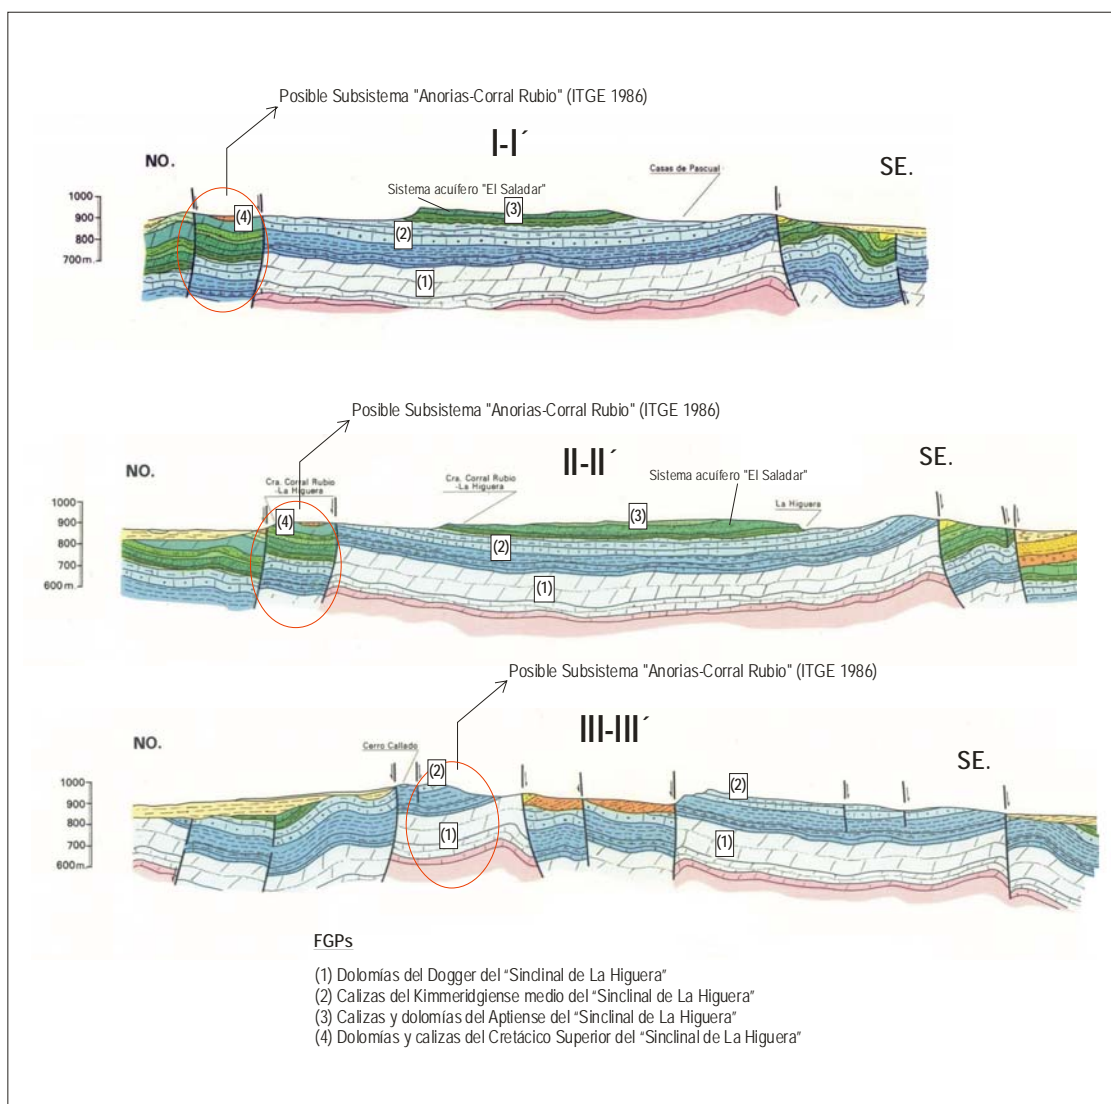 Posible Subsistema "Anorias-Corral Rubio" (ITGE 1986)
I-I´
NO.
SE.
Casas de Pascual
Sistema acuífero "El Saladar"
1000
900
800
700m.
(4)
(3)
(2)
(1)
Posible Subsistema "Anorias-Corral Rubio" (ITGE 1986)
II-II´
NO.
SE.
Cra. Corral Rubio
-La Higuera
Cra. Corral Rubio
-La Higuera
Sistema acuífero "El Saladar"
La Higuera
1000
900
800
700
600m.
(4)
(3)
(2)
(1)
Posible Subsistema "Anorias-Corral Rubio" (ITGE 1986)
III-III´
NO.
SE.
Cerro Callado
1000
900
800
700
600m.
(2)
(2)
(1)
(1)
FGPs
(1) Dolomías del Dogger del "Sinclinal de La Higuera"
(2) Calizas del Kimmeridgiense medio del "Sinclinal de La Higuera"
(3) Calizas y dolomías del Aptiense del "Sinclinal de La Higuera"
(4) Dolomías y calizas del Cretácico Superior del "Sinclinal de La Higuera"